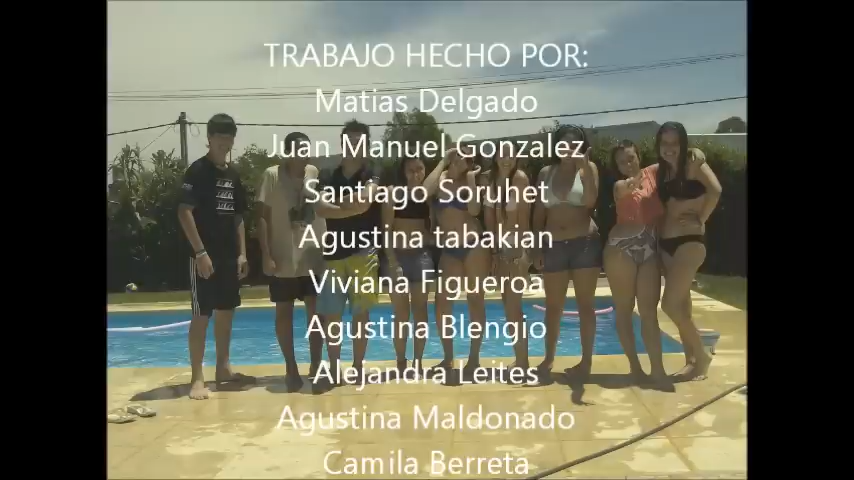 TRABAJO HECHO POR:
Matias Delgado
Juan Manuel Gonzalez
Santiago Soruhet
Agustina tabakian
Viviana Figueroa
Agustina Blengio
Alejandra Leites
Agustina Maldonado
Camila Berreta